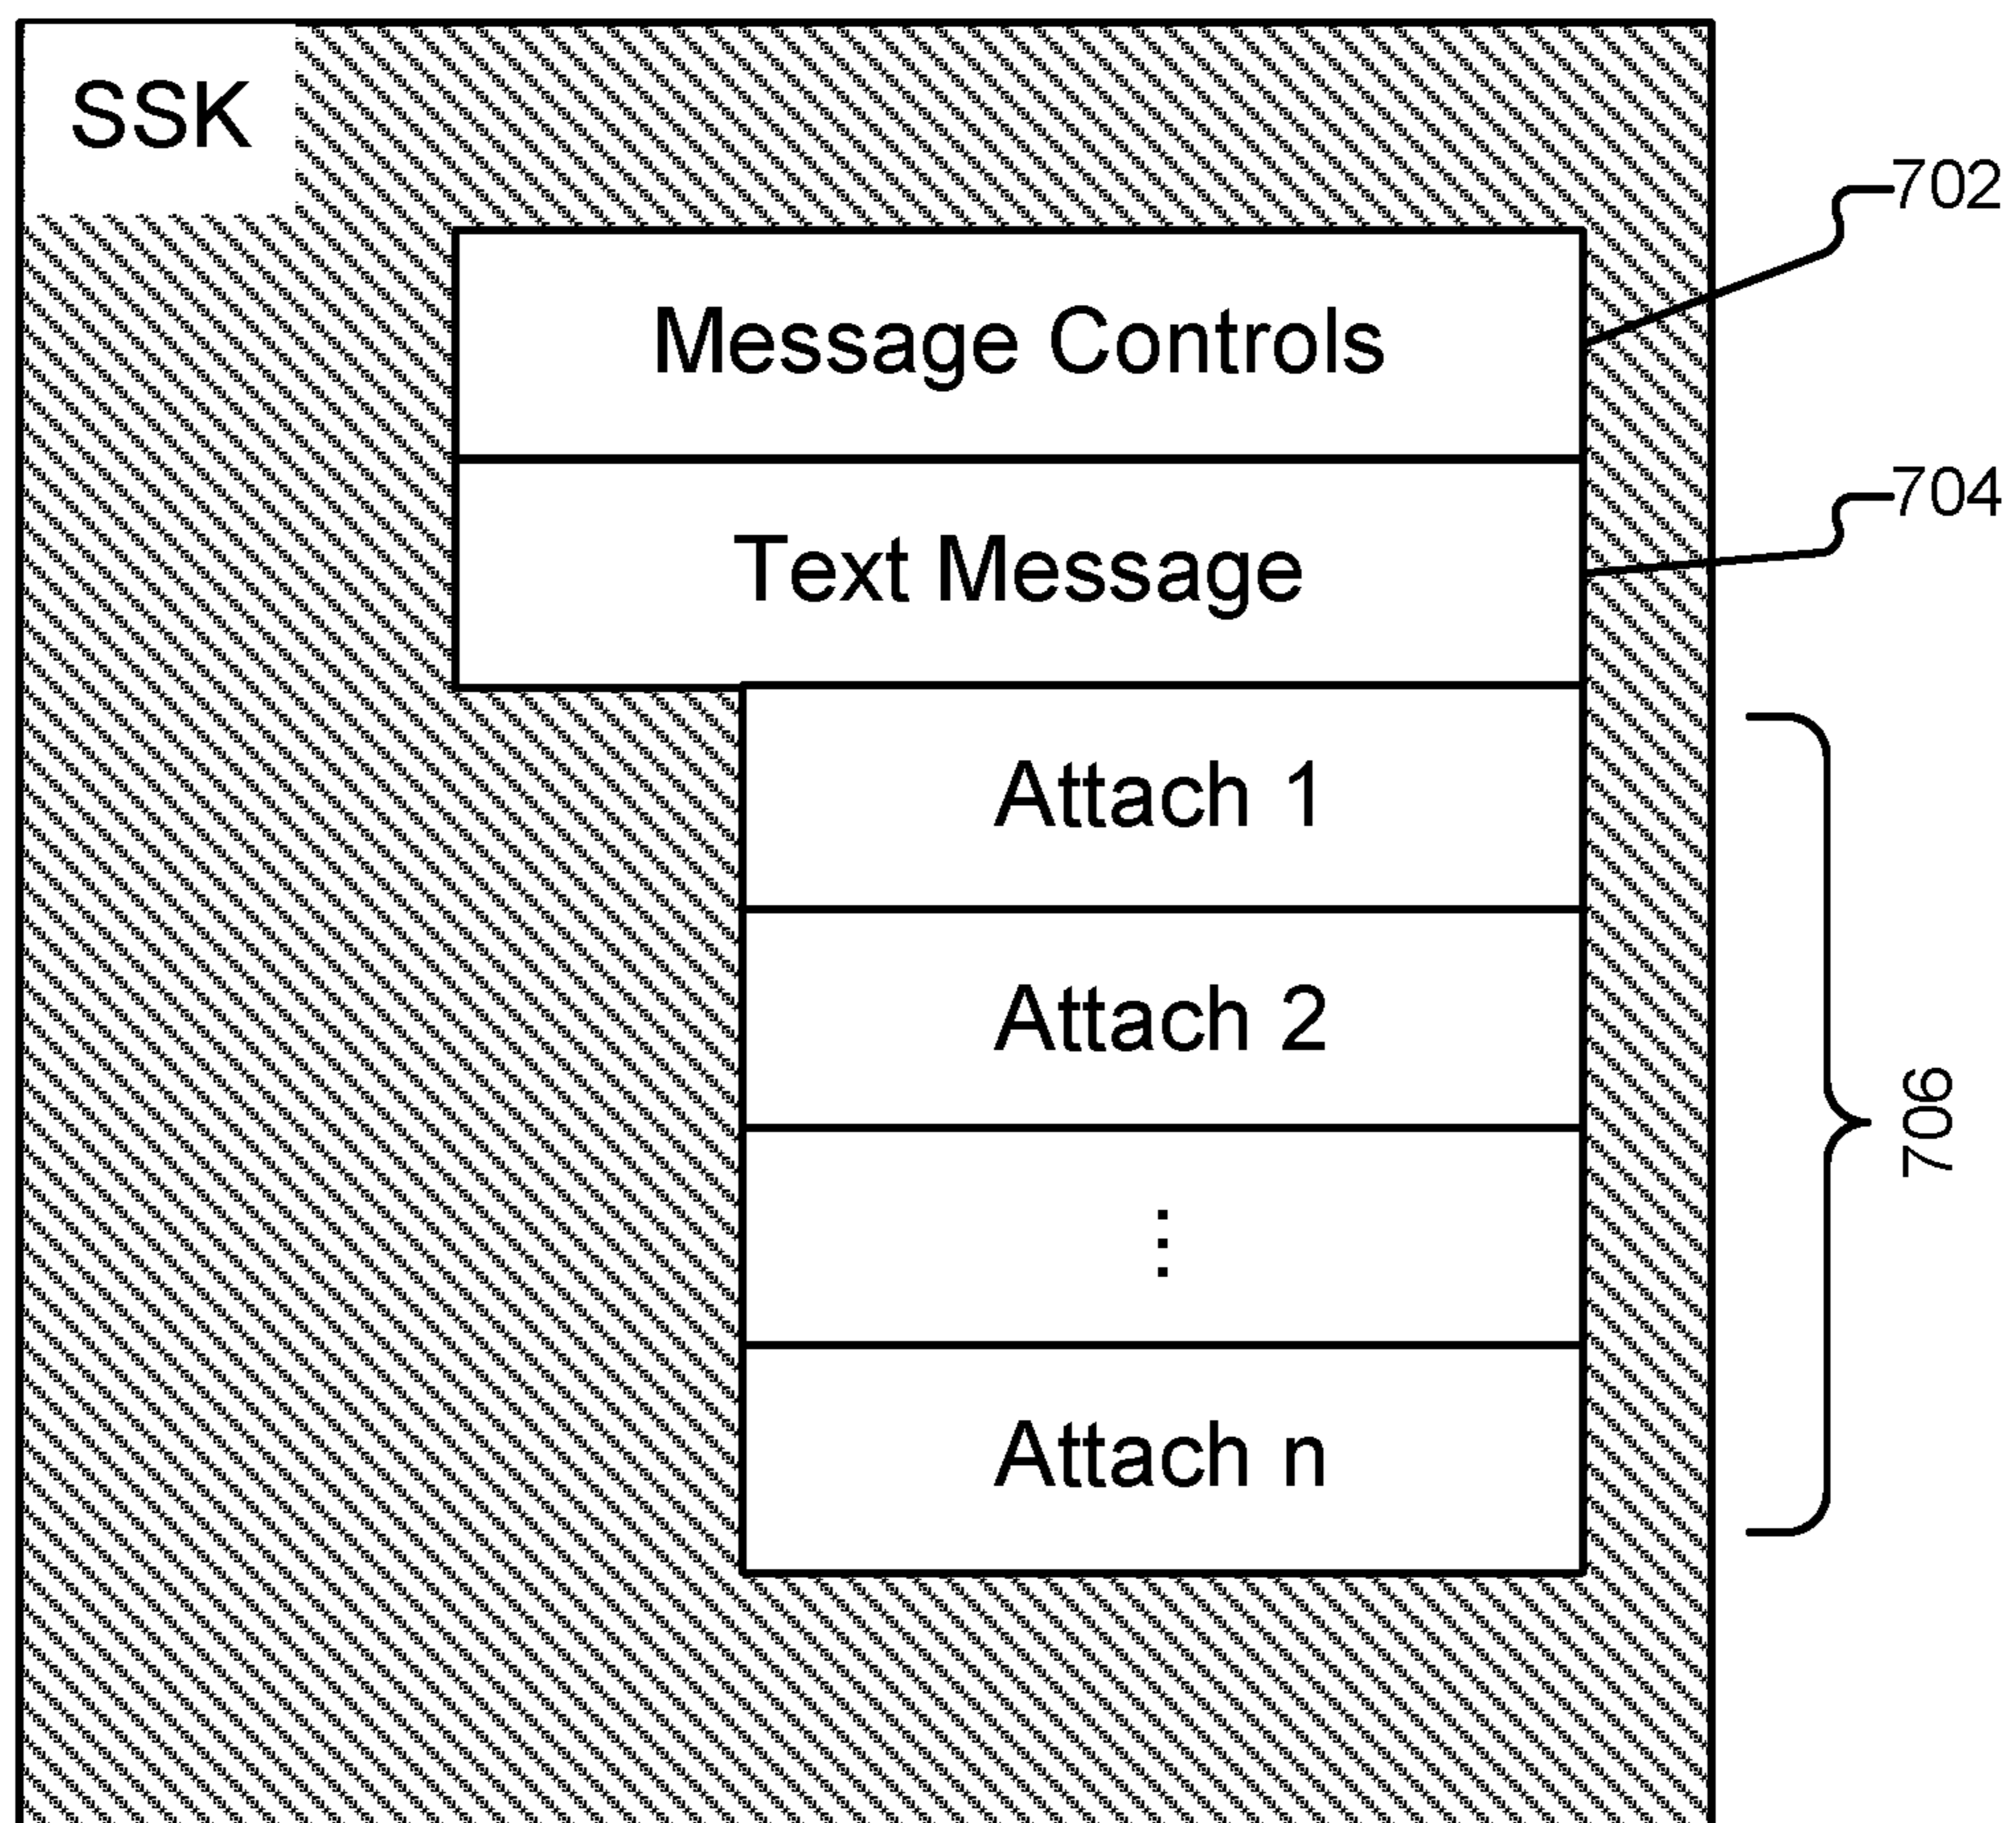 SSK
702
Message Controls
704
Text Message
Attach 1
Attach 2
706
⋮
Attach n